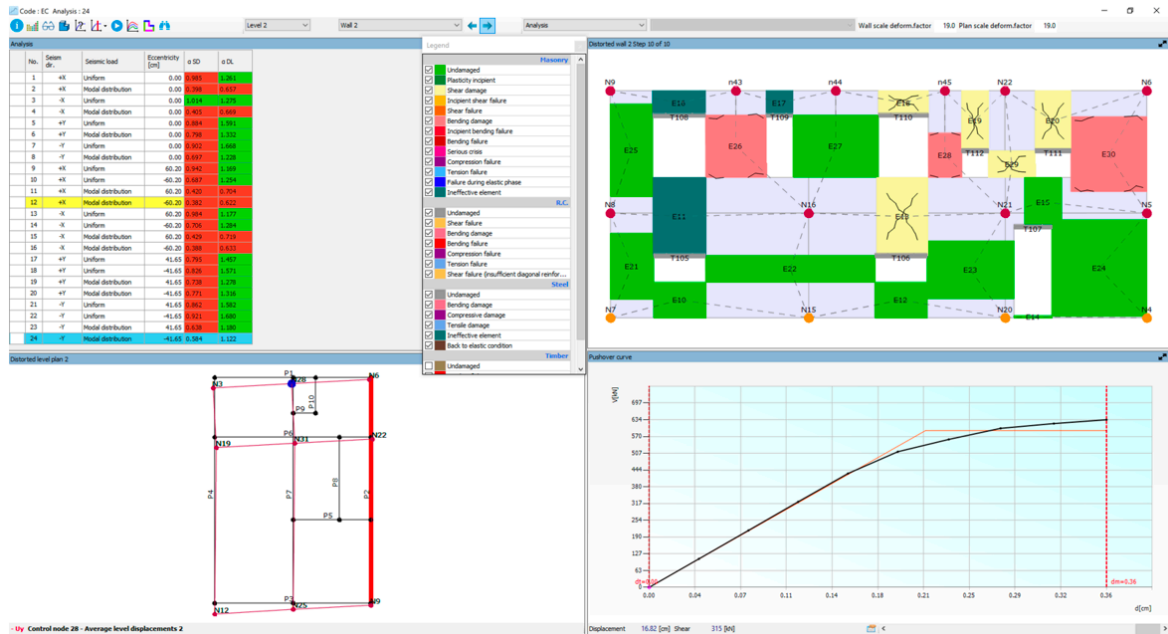 Code : EC Analysis : 24
Level 2
Wall 2
Analysis
Wall scale deform.factor 19.0 Plan scale deform.factor 19.0
Analysis
No. Seism dir. Seismic load Eccentricity [cm] α SD α DL
1 +X Uniform 0.00 0.985 1.261
2 +X Modal distribution 0.00 0.398 0.657
3 -X Uniform 0.00 1.014 1.275
4 -X Modal distribution 0.00 0.405 0.666
5 +Y Uniform 0.00 0.884 1.591
6 +Y Modal distribution 0.00 0.798 1.332
7 -Y Uniform 0.00 0.902 1.668
8 -Y Modal distribution 0.00 0.697 1.228
9 +X Uniform 60.20 0.942 1.169
10 +X Uniform -60.20 0.687 1.254
11 +X Modal distribution 60.20 0.420 0.704
12 +X Modal distribution -60.20 0.382 0.622
13 -X Uniform 60.20 0.984 1.177
14 -X Uniform -60.20 0.706 1.284
15 -X Modal distribution 60.20 0.429 0.719
16 -X Modal distribution -60.20 0.388 0.633
17 +Y Uniform 41.65 0.795 1.457
18 +Y Uniform -41.65 0.826 1.571
19 +Y Modal distribution 41.65 0.738 1.278
20 +Y Modal distribution -41.65 0.771 1.316
21 -Y Uniform 41.65 0.862 1.582
22 -Y Uniform -41.65 0.921 1.680
23 -Y Modal distribution 41.65 0.638 1.180
24 -Y Modal distribution -41.65 0.584 1.122
Legend
Masonry
Undamaged
Plasticity incipient
Shear damage
Incipient shear failure
Shear failure
Bending damage
Incipient bending failure
Bending failure
Serious crisis
Compression failure
Tension failure
Failure during elastic phase
Ineffective element
R.C.
Undamaged
Shear failure
Bending damage
Bending failure
Compression failure
Tension failure
Shear failure (insufficient diagonal reinfor...
Steel
Undamaged
Bending damage
Compressive damage
Tensile damage
Ineffective element
Back to elastic condition
Timber
Undamaged
Distorted wall 2 Step 10 of 10
N9 n43 n44 n45 N22 N6
E16 E17 E18
T108 T109 T110 E19 E20
E25 E26 E27 E28 T112 T111 E30
E29
N8 E11 N16 E13 N21 E15 N5
T107
T105 T106
E21 E22 E23 E24
E10 E12
N7 N15 N20 E14 N4
Distorted level plan 2
N3 P1 N28 N6
P10
P9
N19 P6 N31 N22
P4 P7 P8 P2
P5
N12 P3 N25 N9
- Uy Control node 28 - Average level displacements 2
Pushover curve
V[kN]
697
634
570
507
444
380
317
254
190
127
63
0
dt=0.00
dm=0.36
0.00 0.04 0.07 0.11 0.14 0.18 0.21 0.25 0.29 0.32 0.36
d[cm]
Displacement 16.82 [cm] Shear 315 [kN]